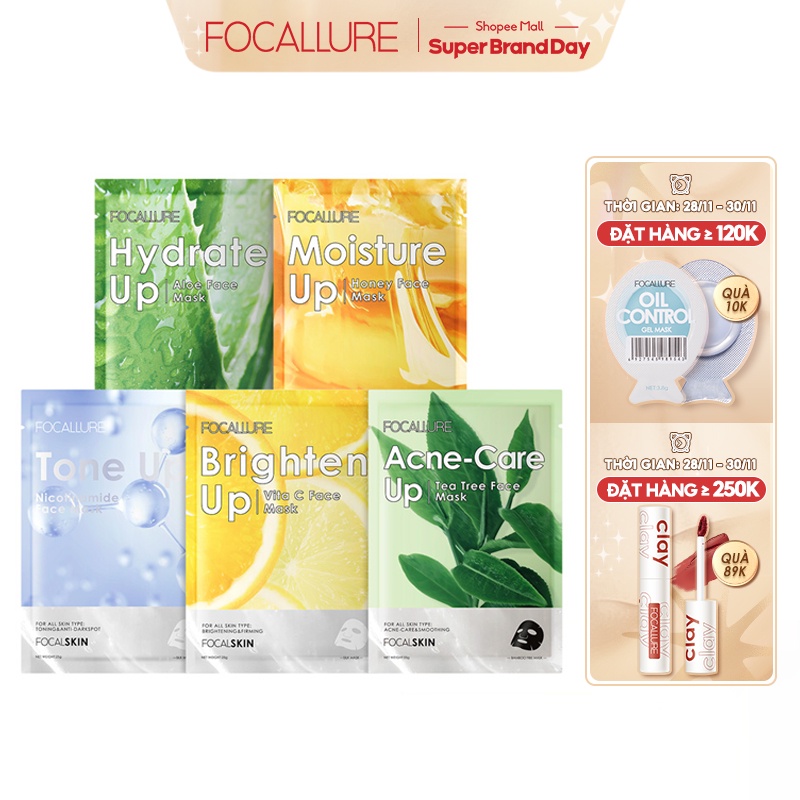 FOCALLURE
Shopee Mall
Super Brand Day
FOCALLURE
Hydrate
Up
Aloe Face
Mask
FOCALLURE
Moisture
Up
Honey Face
Mask
FOCALLURE
Tone Up
Face Mask
FOR ALL SKIN TYPE:
TONING&ANTI-DARKSPOT
FOCALSKIN
FOCALLURE
Brighten
Up
Vita C Face
Mask
FOR ALL SKIN TYPE:
BRIGHTENING&FIRMING
FOCALSKIN
FOCALLURE
Acne-Care
Up
Tea Tree Face
Mask
FOR ALL SKIN TYPE:
ACNE-CARE&SMOOTHING
FOCALSKIN
THỜI GIAN: 28/11 - 30/11
ĐẶT HÀNG ≥ 120K
FOCALLURE
OIL
CONTROL
GEL MASK
QUÀ
10K
THỜI GIAN: 28/11 - 30/11
ĐẶT HÀNG ≥ 250K
clay
clay
FOCALLURE
clay
clay
QUÀ
89K